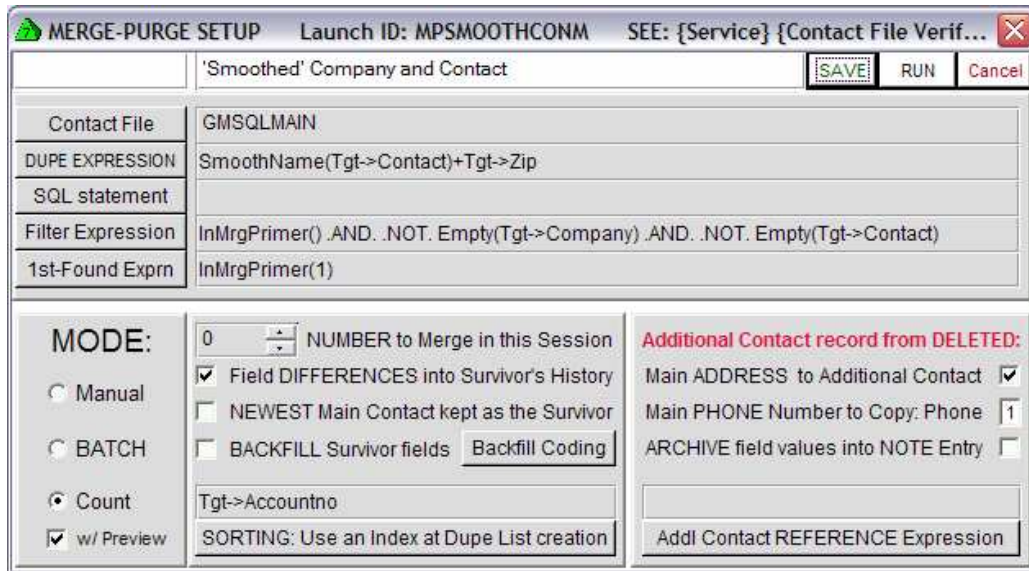 MERGE-PURGE SETUP Launch ID: MPSMOOTHCONM SEE: {Service} {Contact File Verif...
'Smoothed' Company and Contact SAVE RUN Cancel
Contact File GMSQLMAIN
DUPE EXPRESSION SmoothName(Tgt->Contact)+Tgt->Zip
SQL statement
Filter Expression InMrgPrimer() .AND. .NOT. Empty(Tgt->Company) .AND. .NOT. Empty(Tgt->Contact)
1st-Found Exprn InMrgPrimer(1)
MODE:
Manual
BATCH
Count
w/ Preview
0 NUMBER to Merge in this Session
Field DIFFERENCES into Survivor's History
NEWEST Main Contact kept as the Survivor
BACKFILL Survivor fields Backfill Coding
Tgt->Accountno
SORTING: Use an Index at Dupe List creation
Additional Contact record from DELETED:
Main ADDRESS to Additional Contact
Main PHONE Number to Copy: Phone 1
ARCHIVE field values into NOTE Entry
Addl Contact REFERENCE Expression